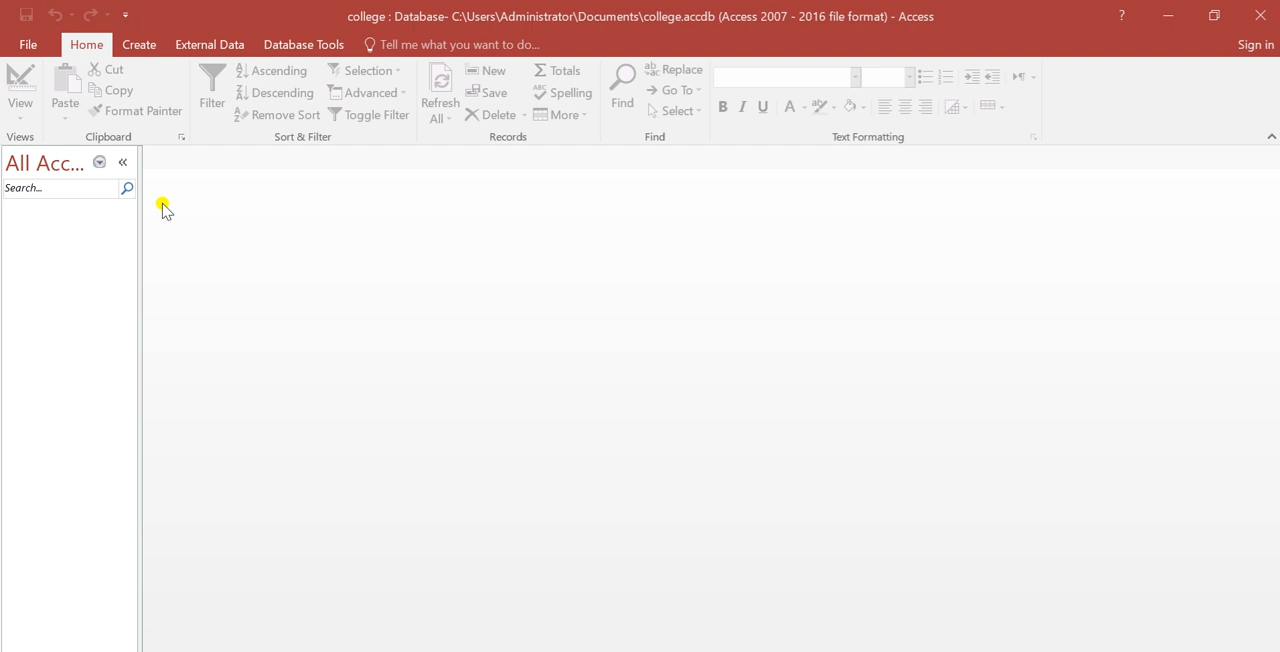 college : Database- C:\Users\Administrator\Documents\college.accdb (Access 2007 - 2016 file format) - Access
?
File Home Create External Data Database Tools Tell me what you want to do... Sign in
View
Views
Paste
Cut
Copy
Format Painter
Clipboard
Filter
Ascending
Descending
Remove Sort
Selection
Advanced
Toggle Filter
Sort & Filter
Refresh
All
New
Save
Delete
Totals
Spelling
More
Records
Find
Replace
Go To
Select
Find
B I U A
Text Formatting
All Acc...
Search...